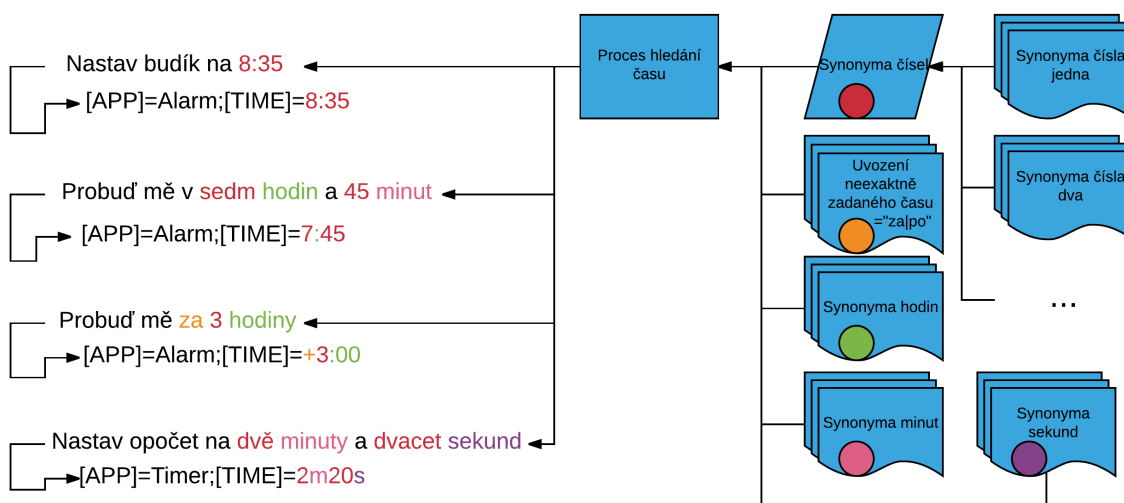 Nastav budík na 8:35
[APP]=Alarm;[TIME]=8:35
Probuď mě v sedm hodin a 45 minut
[APP]=Alarm;[TIME]=7:45
Probuď mě za 3 hodiny
[APP]=Alarm;[TIME]=+3:00
Nastav opočet na dvě minuty a dvacet sekund
[APP]=Timer;[TIME]=2m20s
Proces hledání
času
Synonyma čísel
Uvození
neexaktně
zadaného času
="za|po"
Synonyma hodin
Synonyma minut
Synonyma čísla
jedna
Synonyma čísla
dva
...
Synonyma
sekund